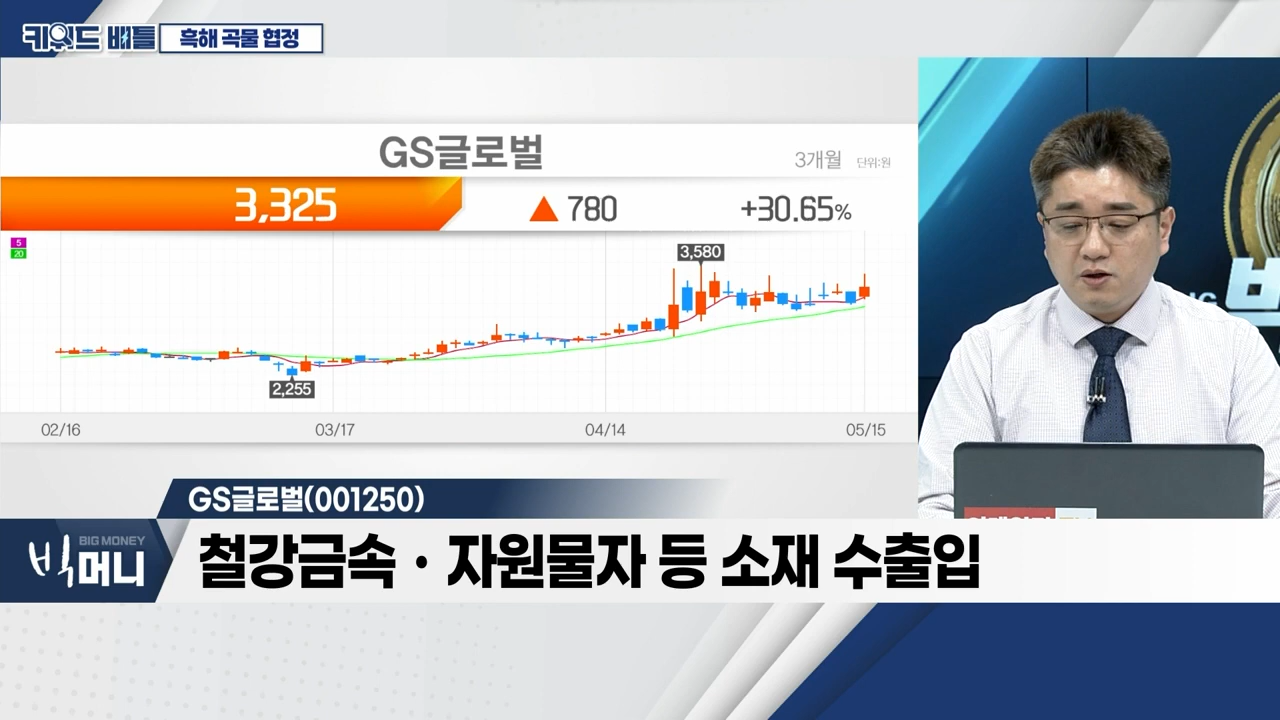 키워드 배틀
흑해 곡물 협정
GS글로벌
3개월 단위:원
3,325 ▲ 780 +30.65%
5
20
3,580
2,255
02/16 03/17 04/14 05/15
GS글로벌(001250)
BIG MONEY
빅머니
철강금속·자원물자 등 소재 수출입